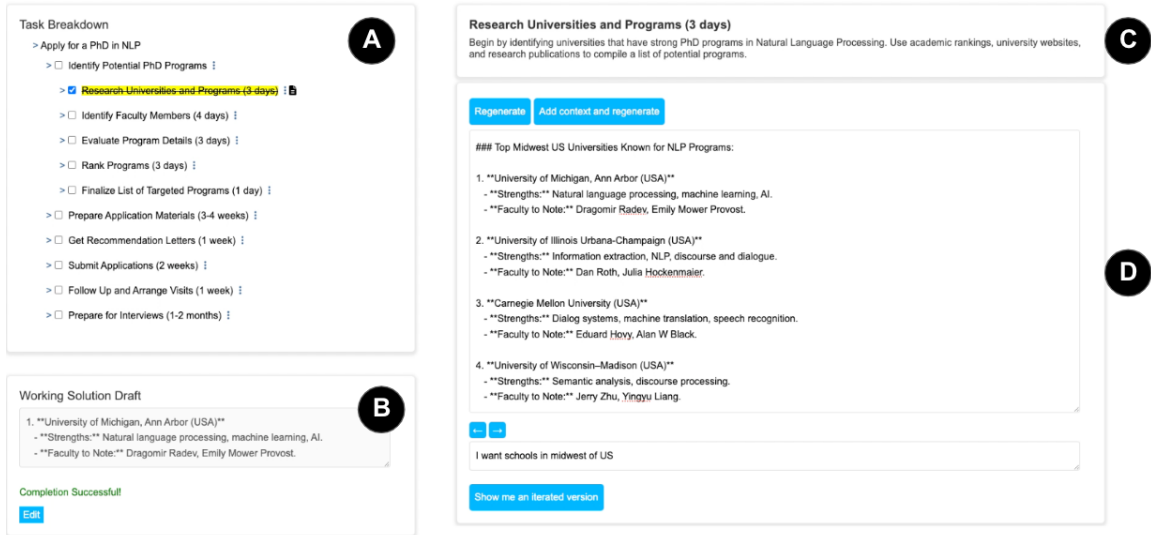 Task Breakdown
A
> Apply for a PhD in NLP
> Identify Potential PhD Programs
> Research Universities and Programs (3 days)
> Identify Faculty Members (4 days)
> Evaluate Program Details (3 days)
> Rank Programs (3 days)
> Finalize List of Targeted Programs (1 day)
> Prepare Application Materials (3-4 weeks)
> Get Recommendation Letters (1 week)
> Submit Applications (2 weeks)
> Follow Up and Arrange Visits (1 week)
> Prepare for Interviews (1-2 months)
Working Solution Draft
B
1. **University of Michigan, Ann Arbor (USA)**
- **Strengths:** Natural language processing, machine learning, AI.
- **Faculty to Note:** Dragomir Radev, Emily Mower Provost.
Completion Successful!
Edit
Research Universities and Programs (3 days)
C
Begin by identifying universities that have strong PhD programs in Natural Language Processing. Use academic rankings, university websites,
and research publications to compile a list of potential programs.
Regenerate Add context and regenerate
### Top Midwest US Universities Known for NLP Programs:
1. **University of Michigan, Ann Arbor (USA)**
- **Strengths:** Natural language processing, machine learning, AI.
- **Faculty to Note:** Dragomir Radev, Emily Mower Provost.
2. **University of Illinois Urbana-Champaign (USA)**
- **Strengths:** Information extraction, NLP, discourse and dialogue.
- **Faculty to Note:** Dan Roth, Julia Hockenmaier.
D
3. **Carnegie Mellon University (USA)**
- **Strengths:** Dialog systems, machine translation, speech recognition.
- **Faculty to Note:** Eduard Hovy, Alan W Black.
4. **University of Wisconsin–Madison (USA)**
- **Strengths:** Semantic analysis, discourse processing.
- **Faculty to Note:** Jerry Zhu, Yingyu Liang.
← →
I want schools in midwest of US
Show me an iterated version